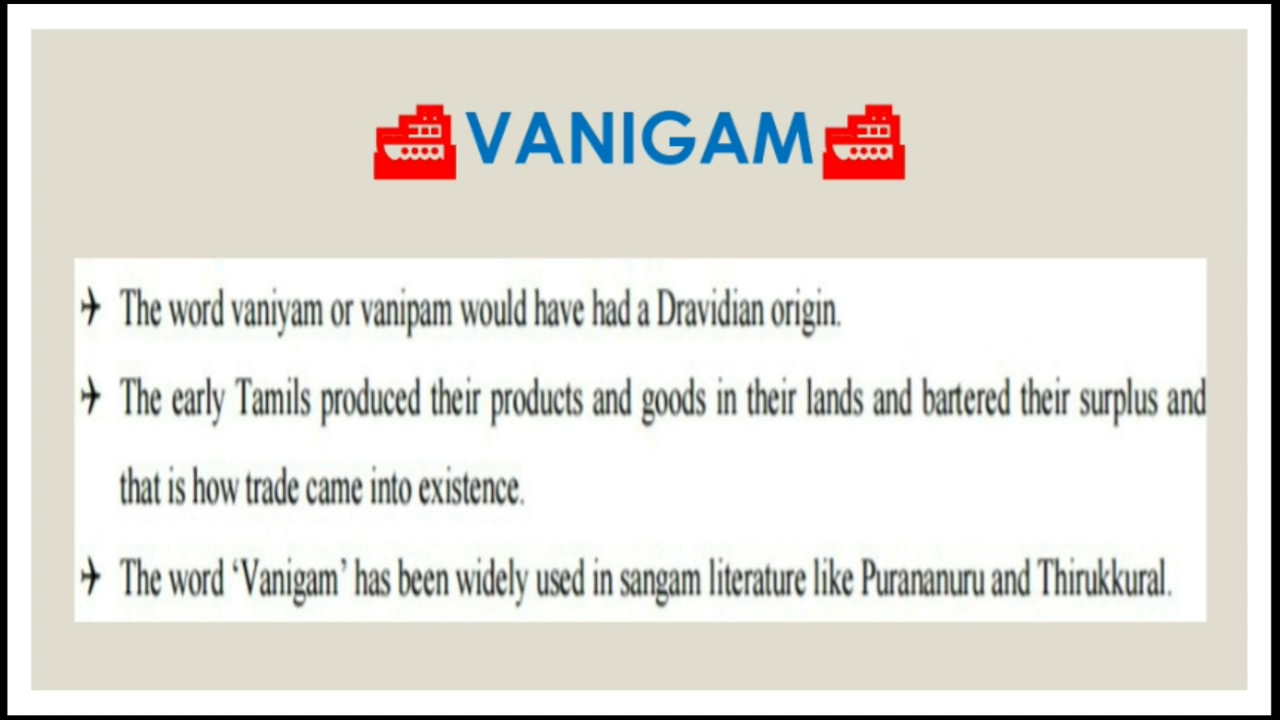 VANIGAM
The word vaniyam or vanipam would have had a Dravidian origin.
The early Tamils produced their products and goods in their lands and bartered their surplus and
that is how trade came into existence.
The word ‘Vanigam’ has been widely used in sangam literature like Purananuru and Thirukkural.